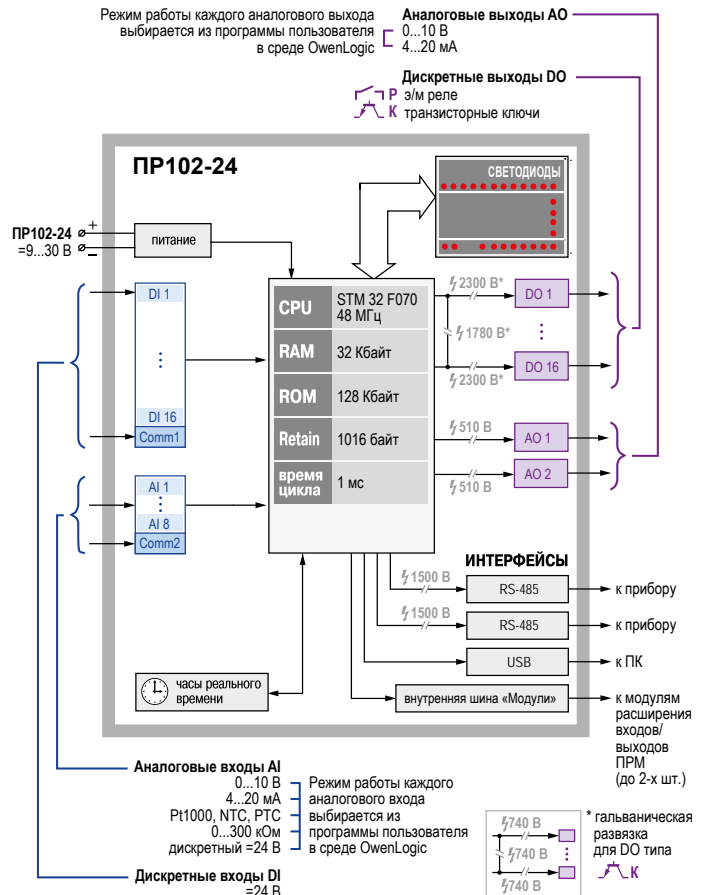 Режим работы каждого аналогового выхода
выбирается из программы пользователя
в среде OwenLogic
Аналоговые выходы AO
0...10 В
4...20 мА
Дискретные выходы DO
Р э/м реле
К транзисторные ключи
ПР102-24
СВЕТОДИОДЫ
ПР102-24
=9...30 В
+
–
питание
DI 1
DI 16
Comm1
AI 1
AI 8
Comm2
CPU
STM 32 F070
48 МГц
RAM
32 Кбайт
ROM
128 Кбайт
Retain
1016 байт
время
цикла
1 мс
2300 В*
DO 1
1780 В*
2300 В*
DO 16
510 В
AO 1
510 В
AO 2
ИНТЕРФЕЙСЫ
1500 В
RS-485
к прибору
1500 В
RS-485
к прибору
USB
к ПК
внутренняя шина «Модули»
к модулям
расширения
входов/
выходов
ПРМ
(до 2-х шт.)
часы реального
времени
Аналоговые входы AI
0...10 В
4...20 мА
Pt1000, NTC, PTC
0...300 кОм
дискретный =24 В
Режим работы каждого
аналогового входа
выбирается из
программы пользователя
в среде OwenLogic
Дискретные входы DI
=24 В
740 В
740 В
740 В
* гальваническая
развязка
для DO типа
К